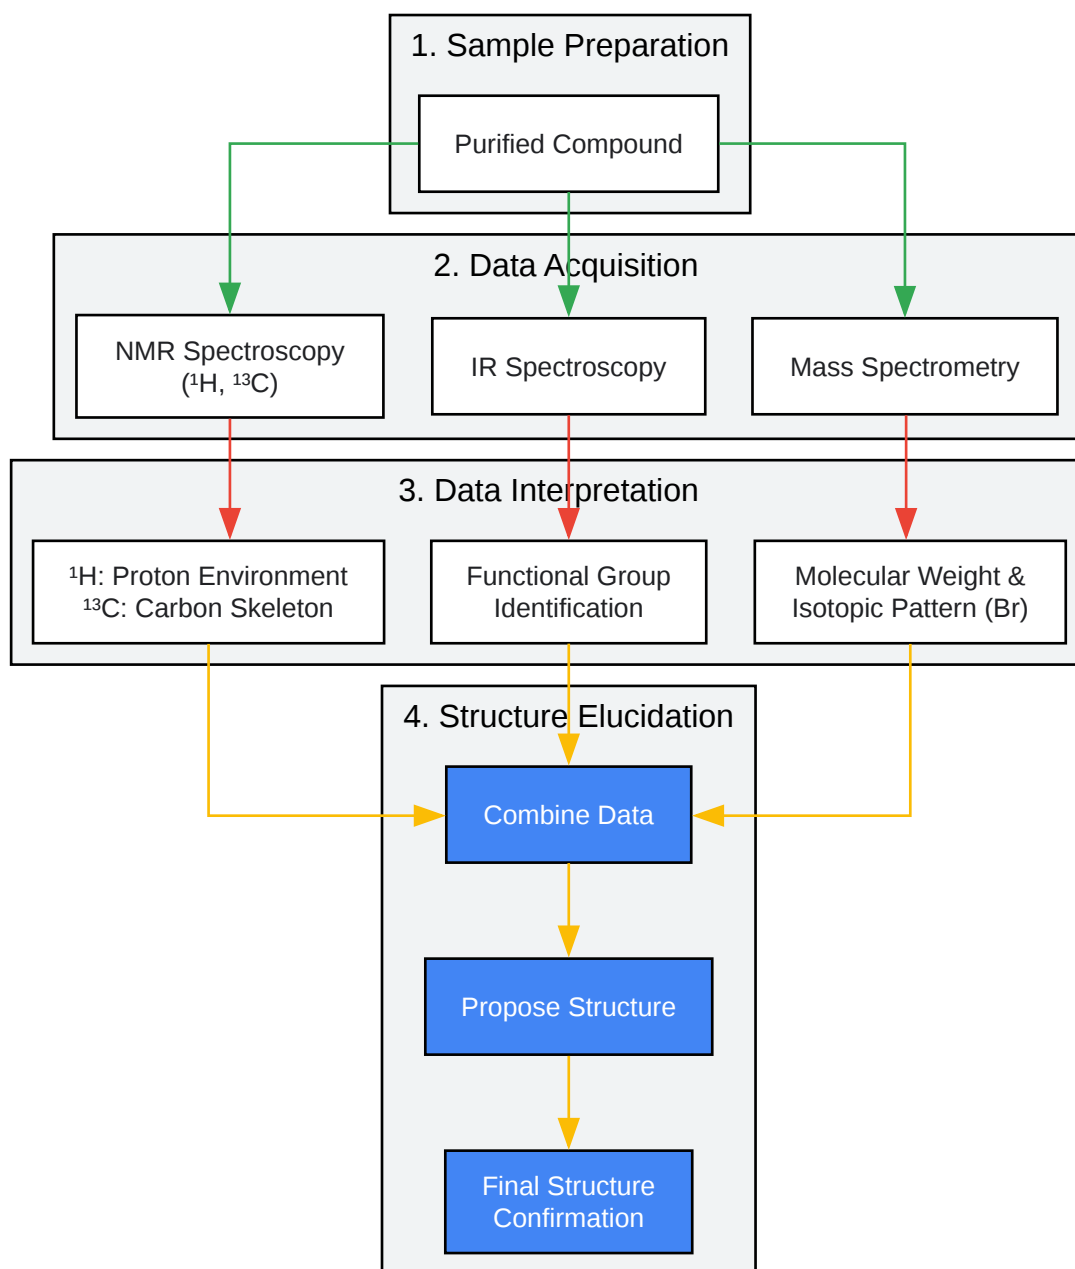 1. Sample Preparation
Purified Compound
2. Data Acquisition
NMR Spectroscopy
(¹H, ¹³C)
IR Spectroscopy
Mass Spectrometry
3. Data Interpretation
¹H: Proton Environment
¹³C: Carbon Skeleton
Functional Group
Identification
Molecular Weight &
Isotopic Pattern (Br)
4. Structure Elucidation
Combine Data
Propose Structure
Final Structure
Confirmation